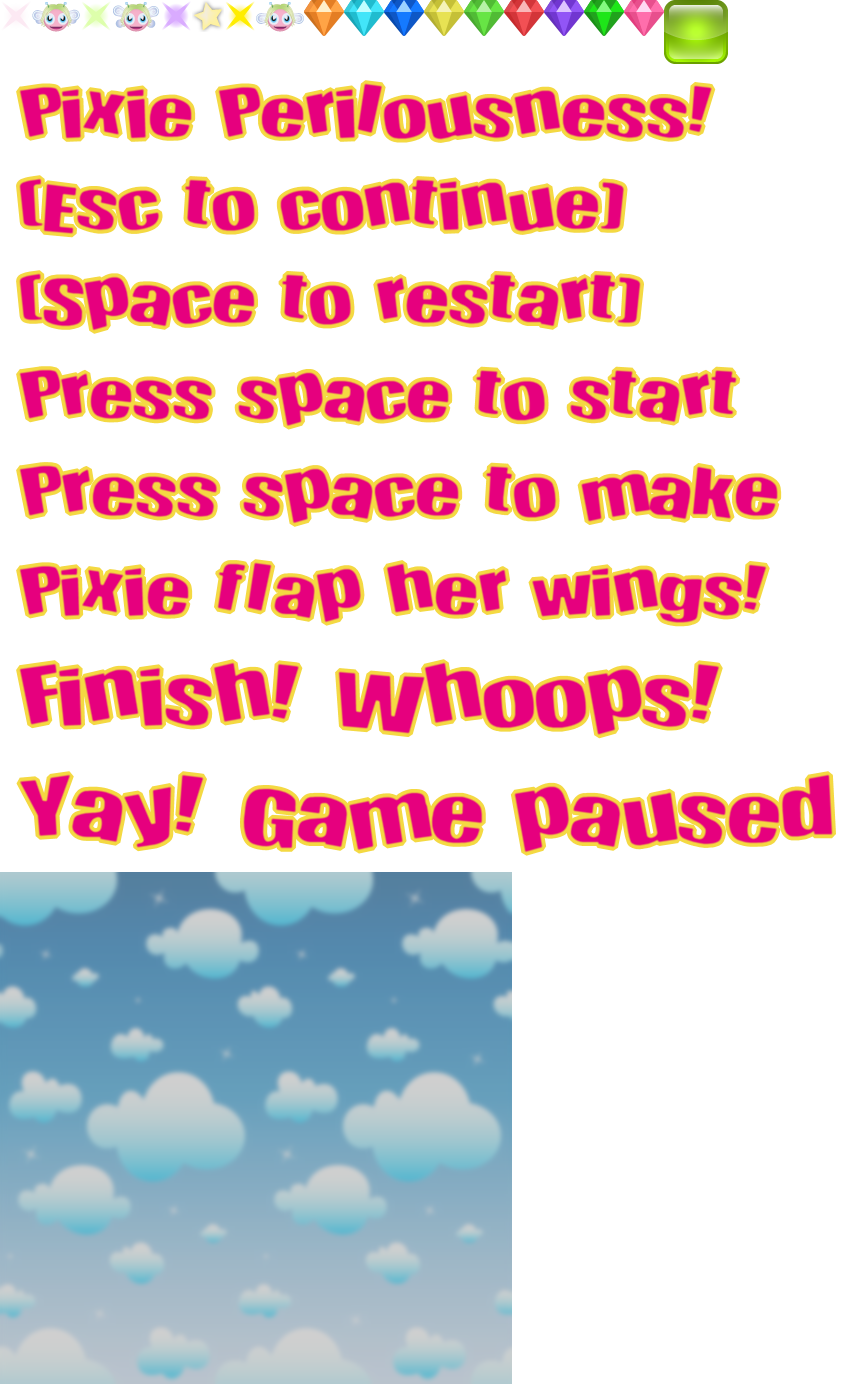 Pixie Perilousness!
(Esc to continue)
(Space to restart)
Press space to start
Press space to make
Pixie flap her wings!
Finish! Whoops!
Yay! Game paused